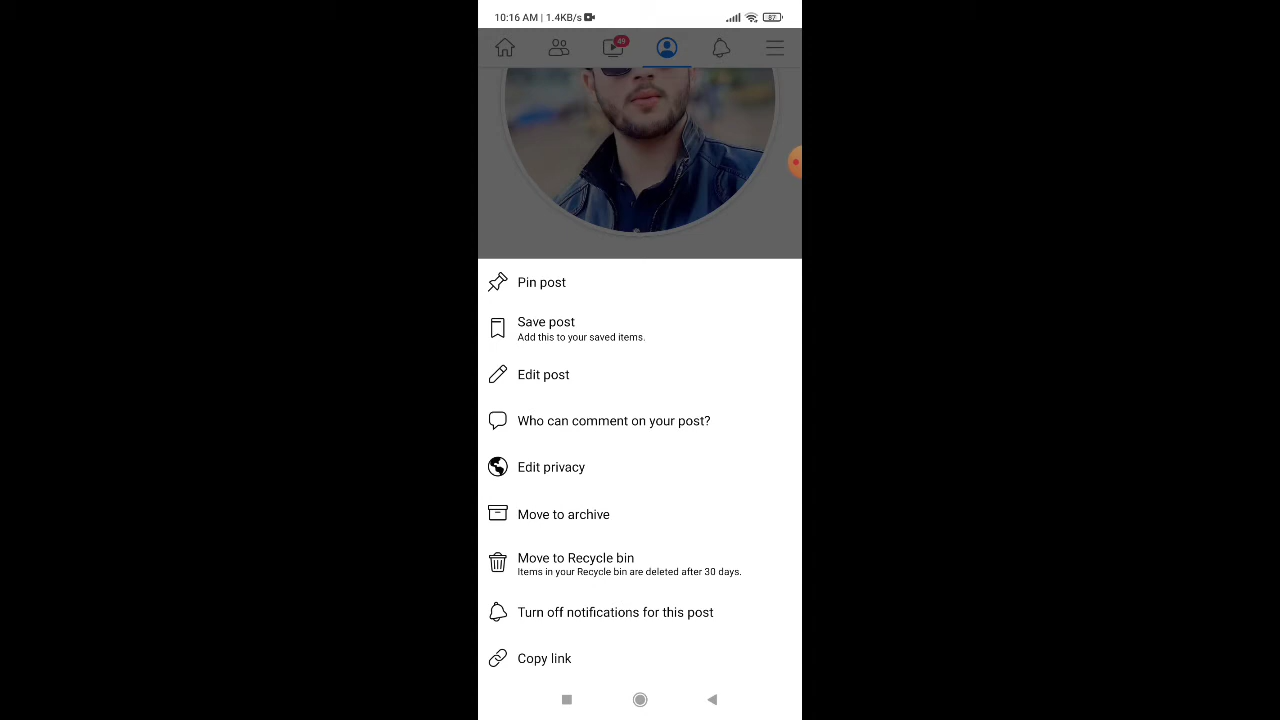 10:16 AM | 1.4KB/s
87
49
Pin post
Save post
Add this to your saved items.
Edit post
Who can comment on your post?
Edit privacy
Move to archive
Move to Recycle bin
Items in your Recycle bin are deleted after 30 days.
Turn off notifications for this post
Copy link